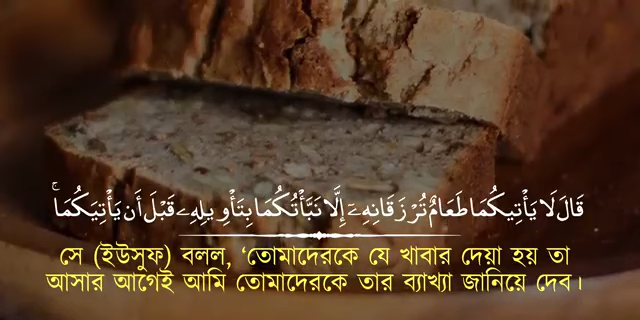 قَالَ لَا يَأْتِيكُمَا طَعَامٌ تُرْزَقَانِهِۦٓ إِلَّا نَبَّأْتُكُمَا بِتَأْوِيلِهِۦ قَبْلَ أَن يَأْتِيَكُمَا ۚ
সে (ইউসুফ) বলল, ‘তোমাদেরকে যে খাবার দেয়া হয় তা
আসার আগেই আমি তোমাদেরকে তার ব্যাখ্যা জানিয়ে দেব।